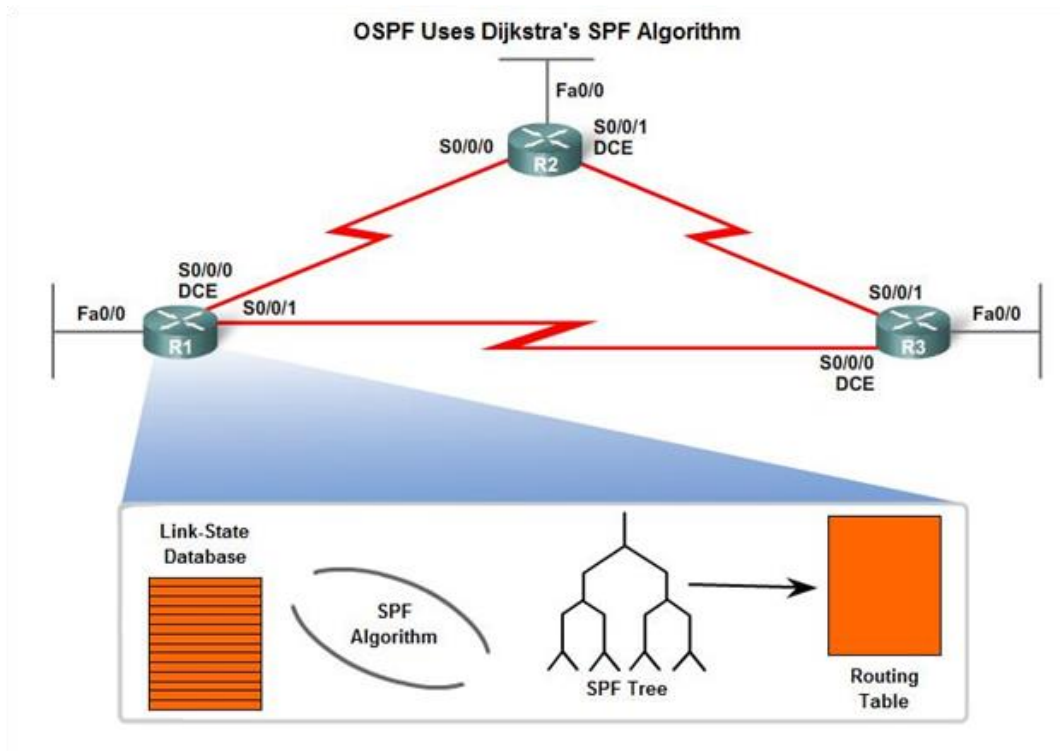 OSPF Uses Dijkstra's SPF Algorithm
Fa0/0
S0/0/0
S0/0/1
DCE
R2
S0/0/0
DCE
S0/0/1
Fa0/0
R1
S0/0/1
Fa0/0
R3
S0/0/0
DCE
Link-State
Database
SPF
Algorithm
SPF Tree
Routing
Table